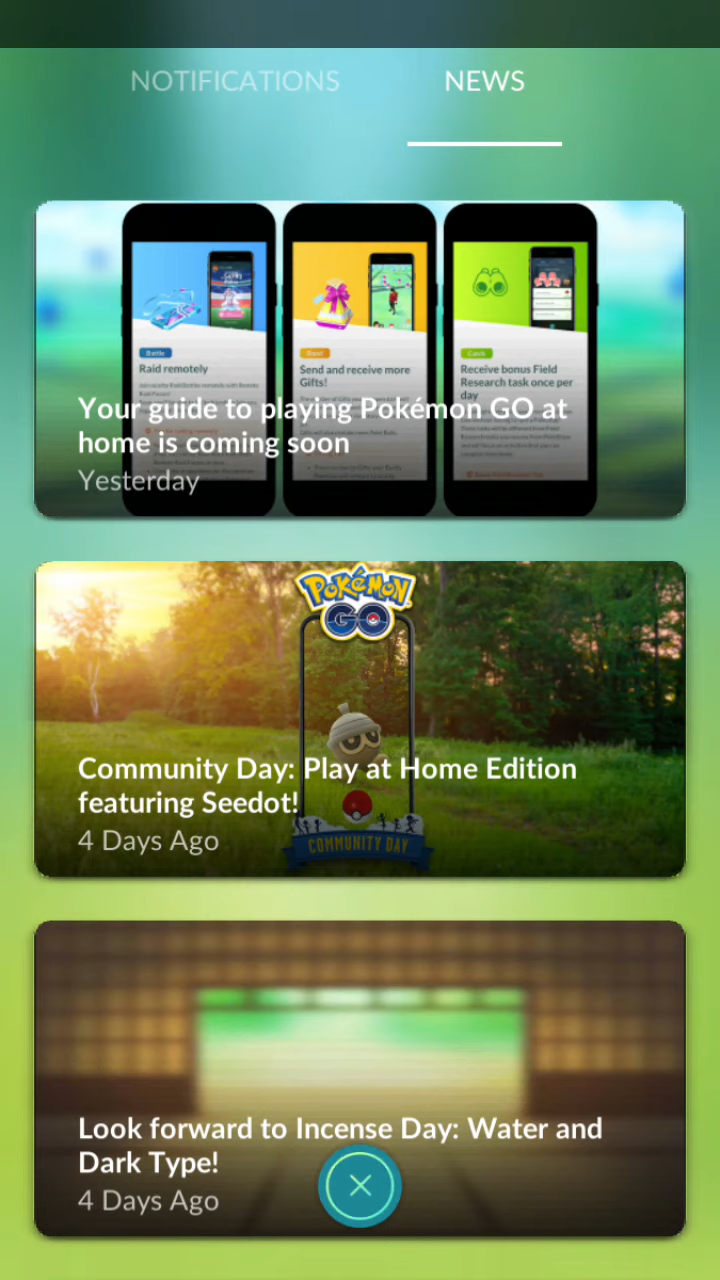 NOTIFICATIONS
NEWS
Battle
Raid remotely
Send
Send and receive more
Gifts!
Catch
Receive bonus Field
Research task once per
day
Your guide to playing Pokémon GO at
home is coming soon
Yesterday
POKéMON
GO
Community Day: Play at Home Edition
featuring Seedot!
4 Days Ago
COMMUNITY DAY
Look forward to Incense Day: Water and
Dark Type!
4 Days Ago